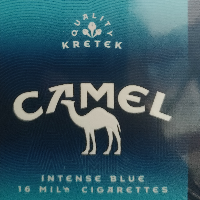 QUALITY
KRETEK
CAMEL
INTENSE BLUE
16 MILD CIGARETTES